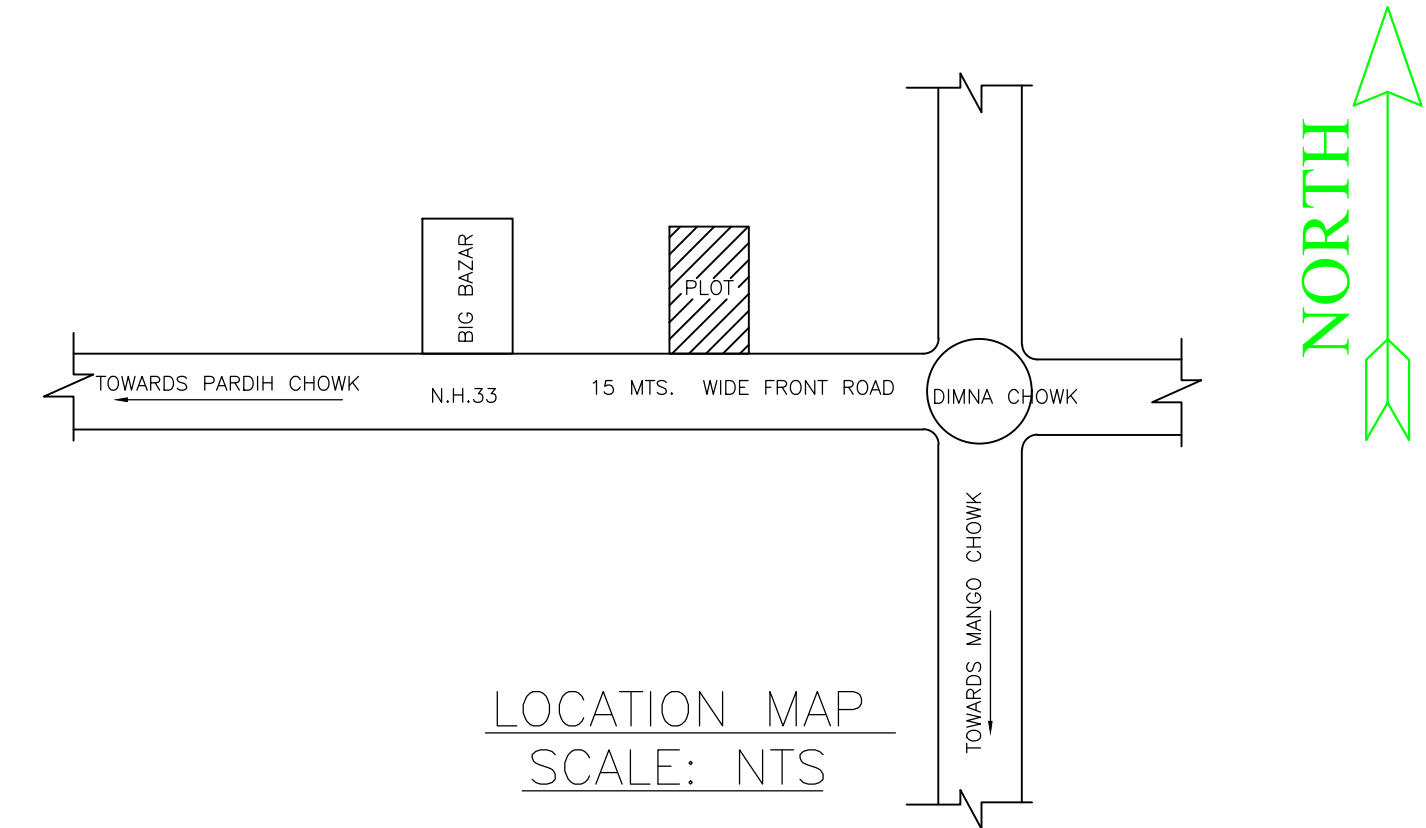 NORTH
BIG BAZAR
PLOT
TOWARDS PARDIH CHOWK
N.H.33
15 MTS. WIDE FRONT ROAD
DIMNA CHOWK
TOWARDS MANGO CHOWK
LOCATION MAP
SCALE: NTS